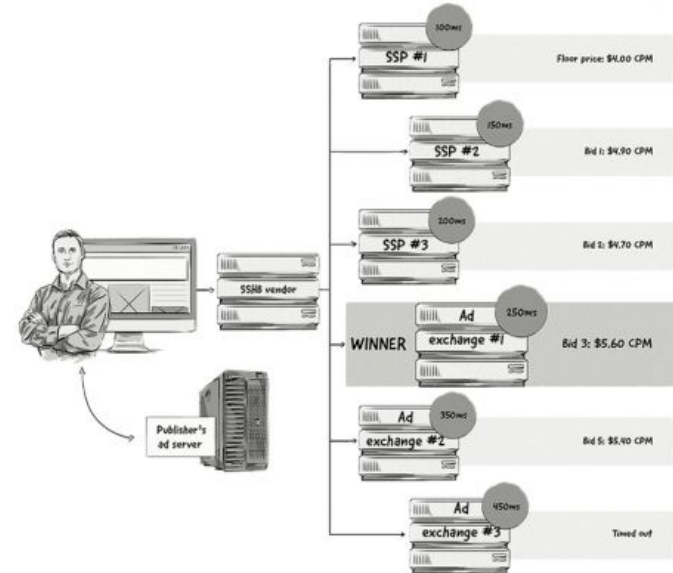 100ms
SSP #1
Floor price: $4.00 CPM
150ms
SSP #2
Bid 1: $4.90 CPM
200ms
SSP #3
Bid 2: $4.70 CPM
SSHB vendor
250ms
WINNER
Ad
exchange #1
Bid 3: $5.60 CPM
Publisher's
ad server
350ms
Ad
exchange #2
Bid 5: $5.40 CPM
450ms
Ad
exchange #3
Timed out